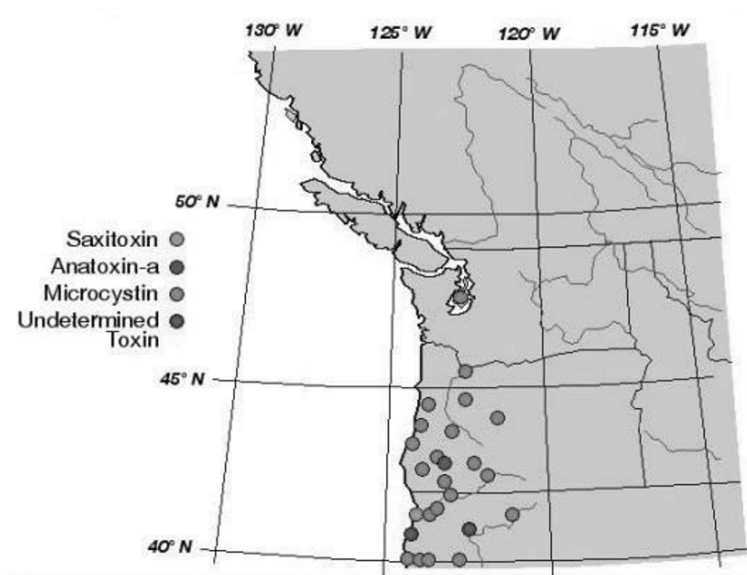 130° W
125° W
120° W
115° W
50° N
Saxitoxin
Anatoxin-a
Microcystin
Undetermined
Toxin
45° N
40° N